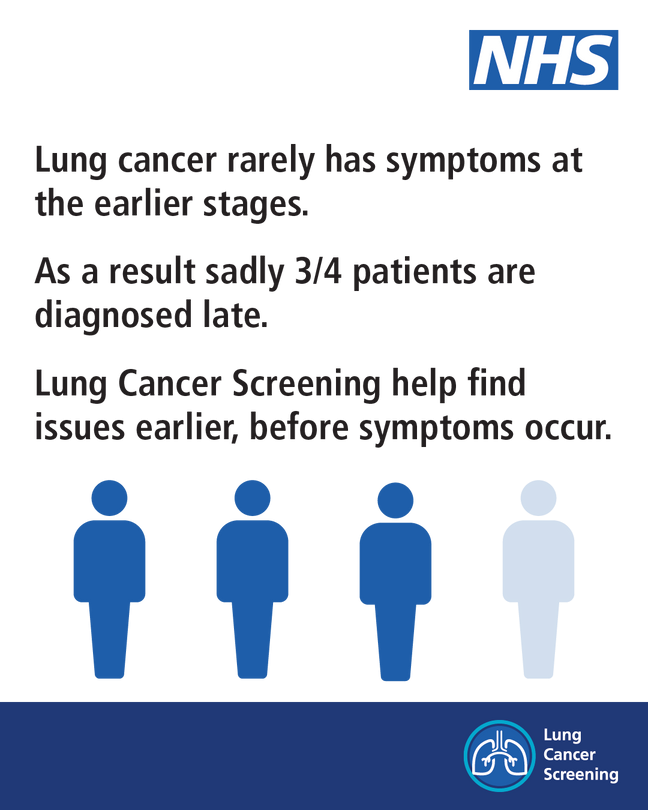 NHS
Lung cancer rarely has symptoms at
the earlier stages.
As a result sadly 3/4 patients are
diagnosed late.
Lung Cancer Screening help find
issues earlier, before symptoms occur.
Lung
Cancer
Screening